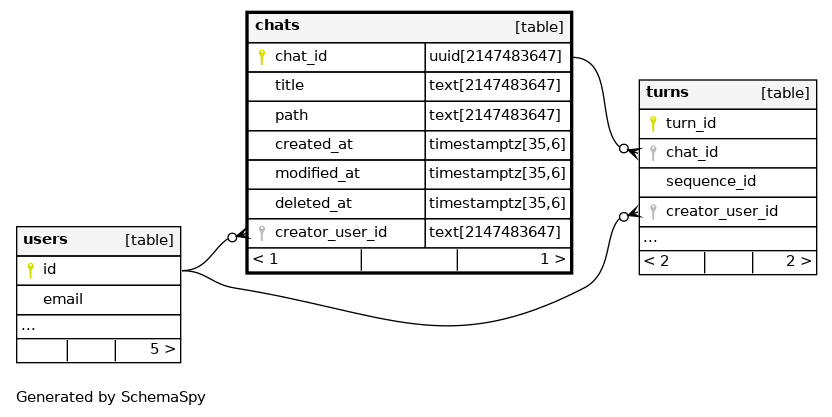 chats [table]
chat_id uuid[2147483647]
title text[2147483647]
path text[2147483647]
created_at timestamptz[35,6]
modified_at timestamptz[35,6]
deleted_at timestamptz[35,6]
creator_user_id text[2147483647]
< 1 1 >
turns [table]
turn_id
chat_id
sequence_id
creator_user_id
...
< 2 2 >
users [table]
id
email
...
5 >
Generated by SchemaSpy